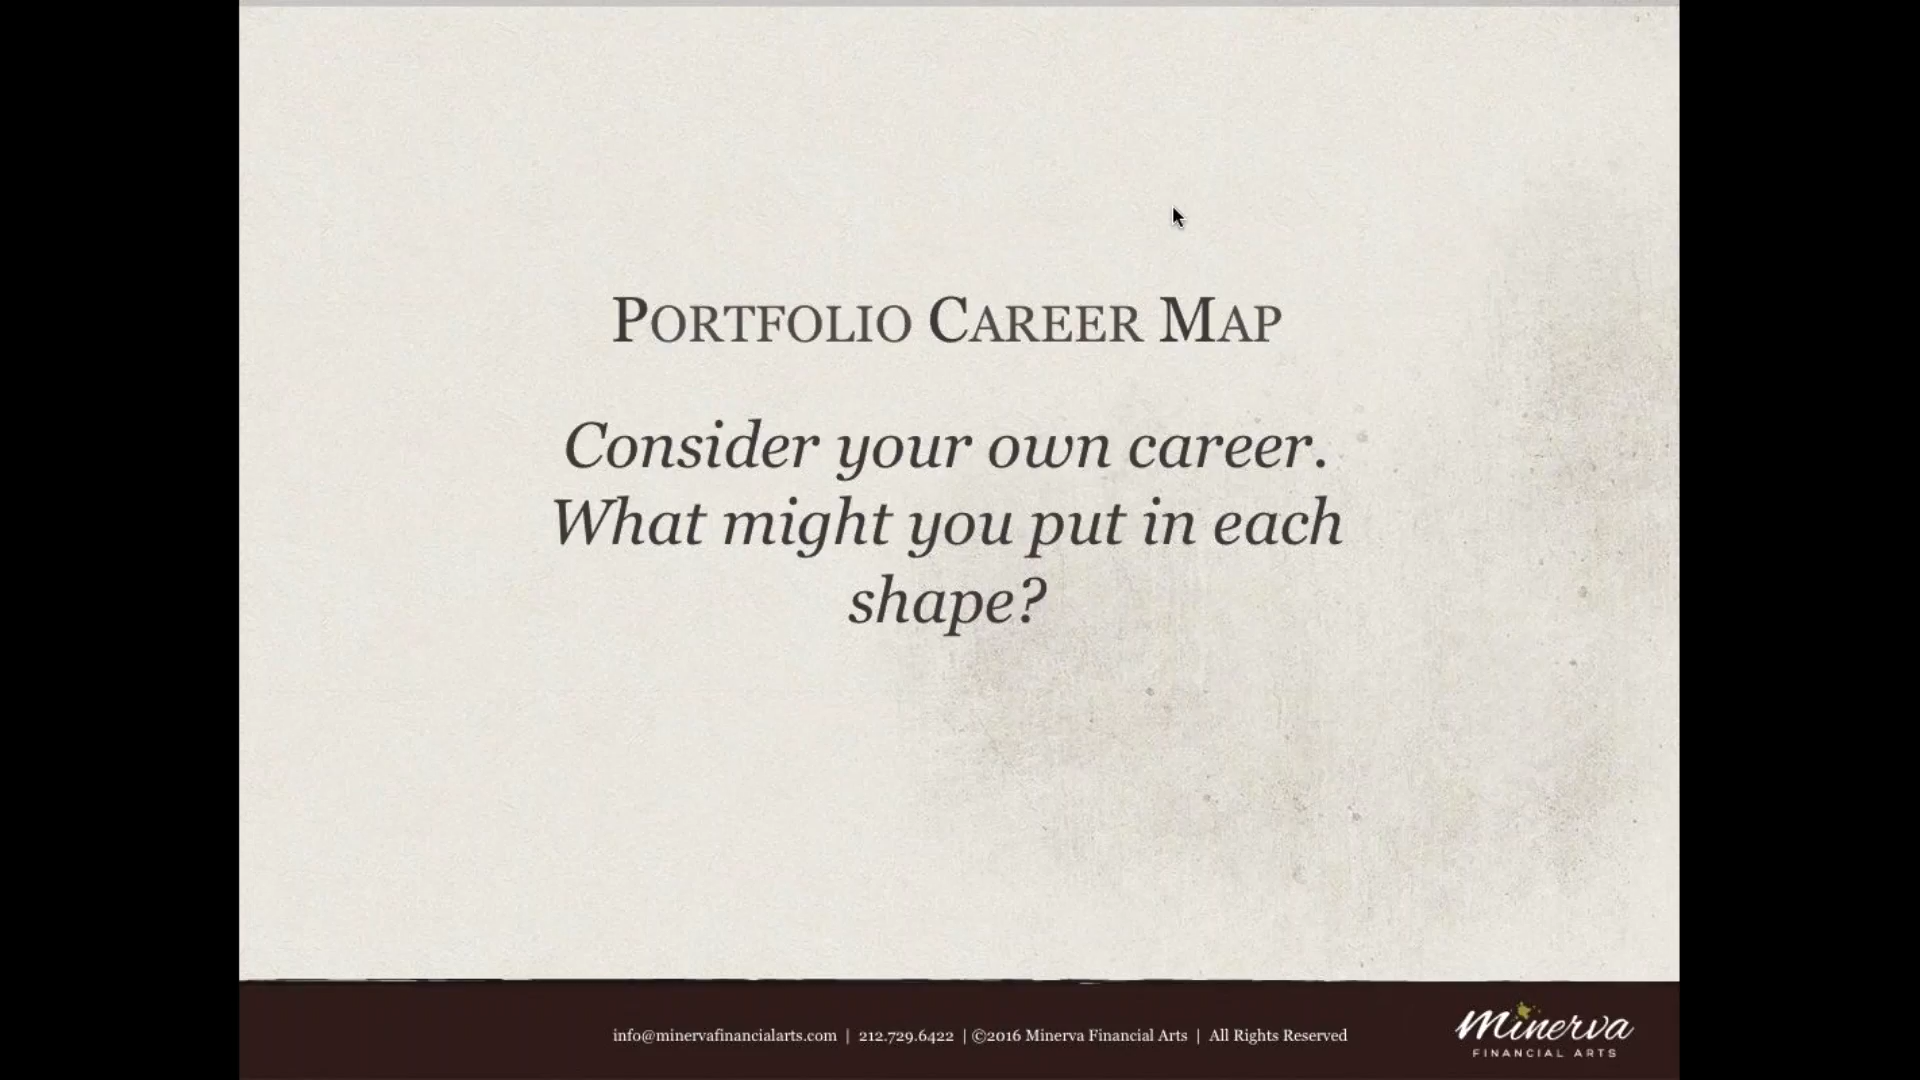 PORTFOLIO CAREER MAP
Consider your own career.
What might you put in each
shape?
info@minervafinancialarts.com | 212.729.6422 | ©2016 Minerva Financial Arts | All Rights Reserved
Minerva
FINANCIAL ARTS